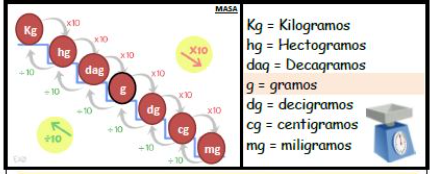 MASA
Kg
x10
hg
x10
dag
x10
g
x10
dg
x10
cg
x10
mg
÷10
÷10
÷10
÷10
÷10
÷10
X10
÷10
Kg = Kilogramos
hg = Hectogramos
dag = Decagramos
g = gramos
dg = decigramos
cg = centigramos
mg = miligramos